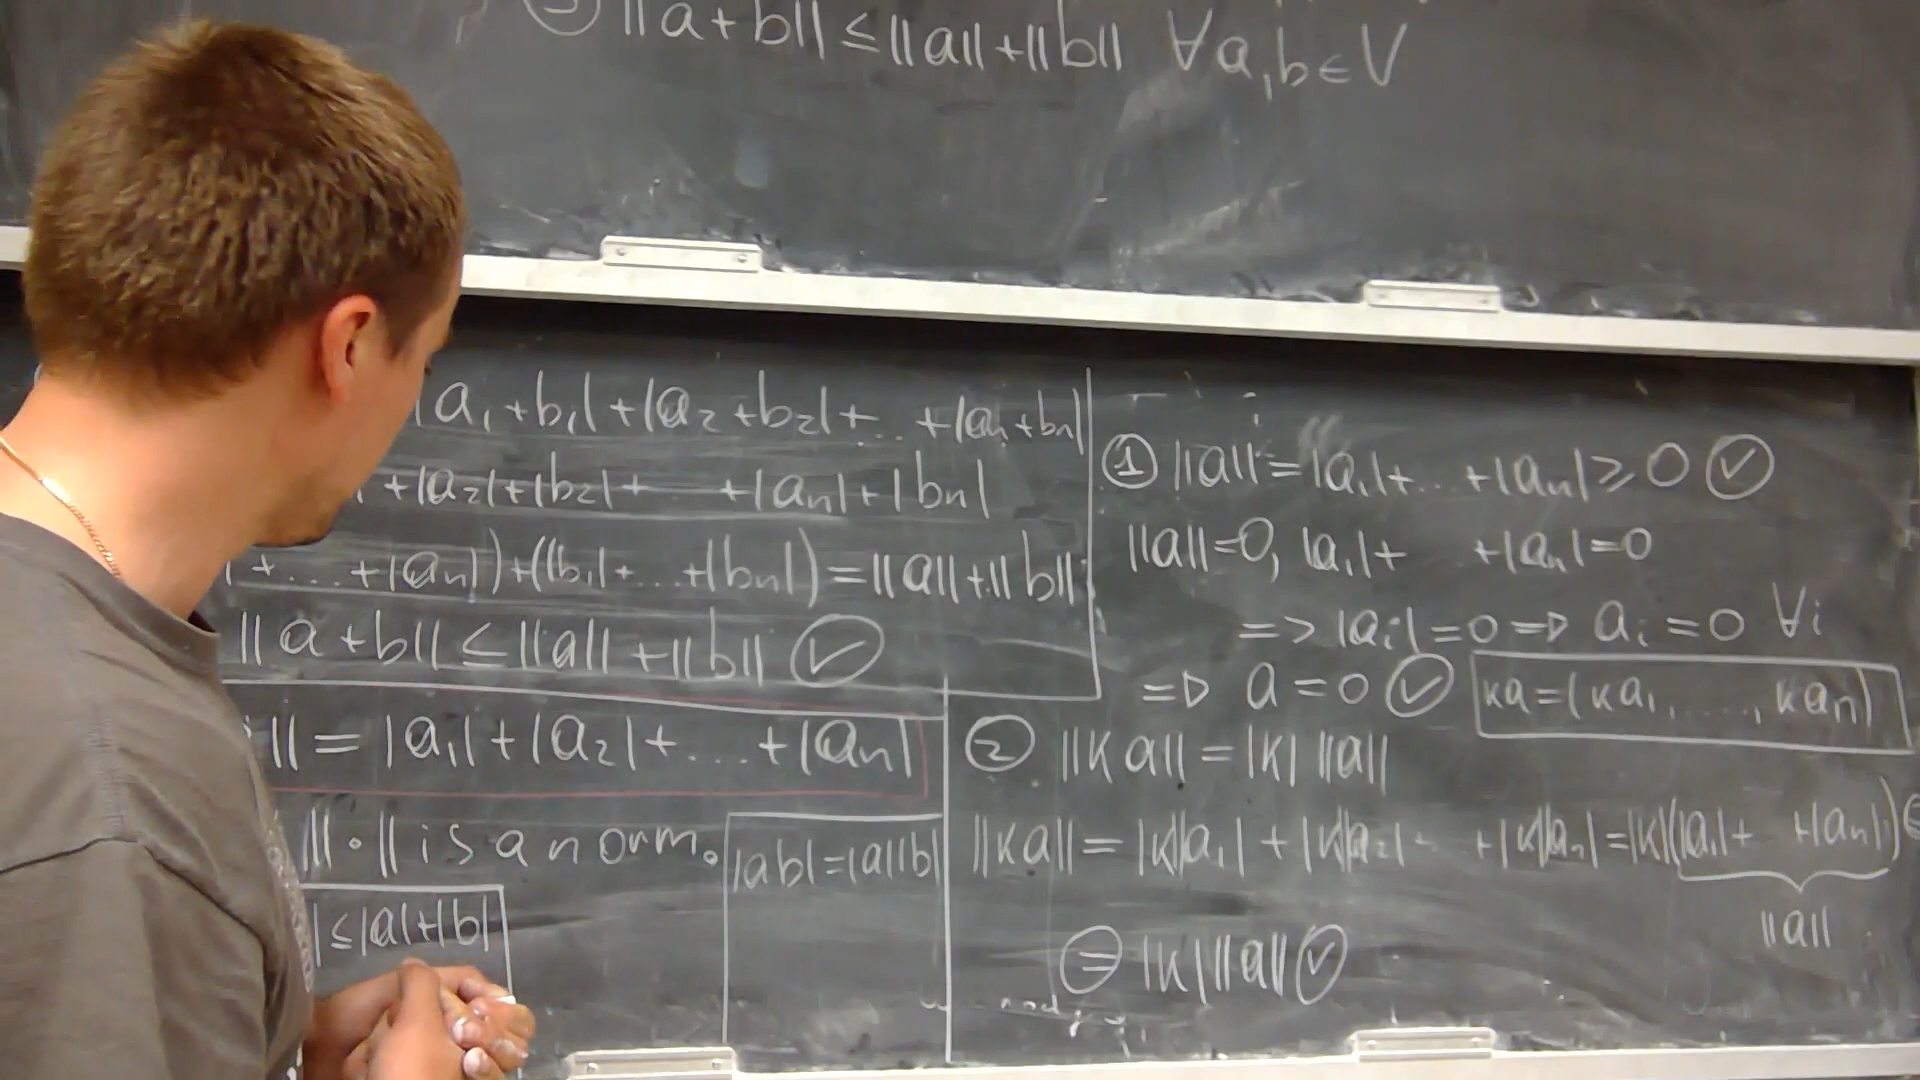 ③ ||a+b|| ≤ ||a|| + ||b|| ∀a,b ∈ V
|a₁+b₁|+|a₂+b₂|+...+|aₙ+bₙ|
+|a₂|+|b₂|+...+|aₙ|+|bₙ|
+....+|aₙ|)+(|b₁|+...+|bₙ|)=||a||+||b||
||a+b|| ≤ ||a||+||b|| ✓
|| = |a₁|+|a₂|+...+|aₙ|
||·|| is a norm.
|≤|a|+|b|
|ab|=|a||b|
① ||a||=|a₁|+...+|aₙ| ≥ 0 ✓
||a||=0, |a₁|+ +|aₙ|=0
=> |aᵢ|=0 => aᵢ=0 ∀i
=> a=0 ✓
ka=(ka₁,....,kaₙ)
② ||ka|| = |k| ||a||
||ka|| = |k||a₁| + |k||a₂|... +|k||aₙ|=|k|(|a₁|+ +|aₙ|) ⊜
||a||
⊜ |k| ||a|| ✓